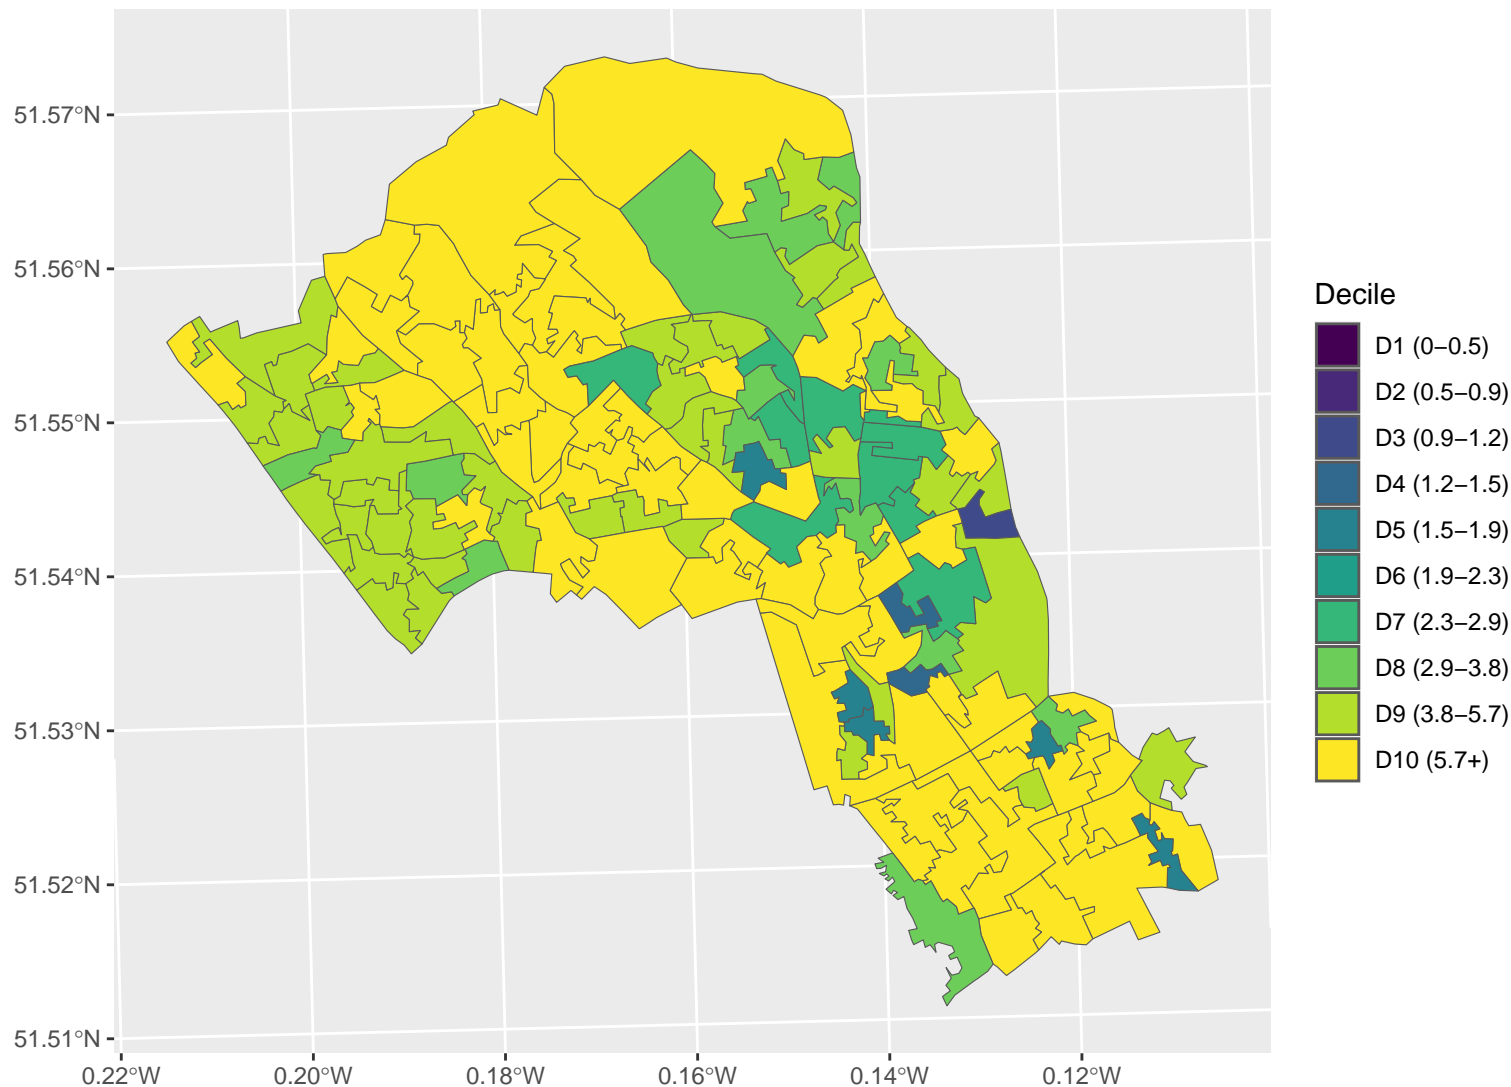 51.57°N
51.56°N
51.55°N
51.54°N
51.53°N
51.52°N
51.51°N
0.22°W 0.20°W 0.18°W 0.16°W 0.14°W 0.12°W
Decile
D1 (0−0.5)
D2 (0.5−0.9)
D3 (0.9−1.2)
D4 (1.2−1.5)
D5 (1.5−1.9)
D6 (1.9−2.3)
D7 (2.3−2.9)
D8 (2.9−3.8)
D9 (3.8−5.7)
D10 (5.7+)